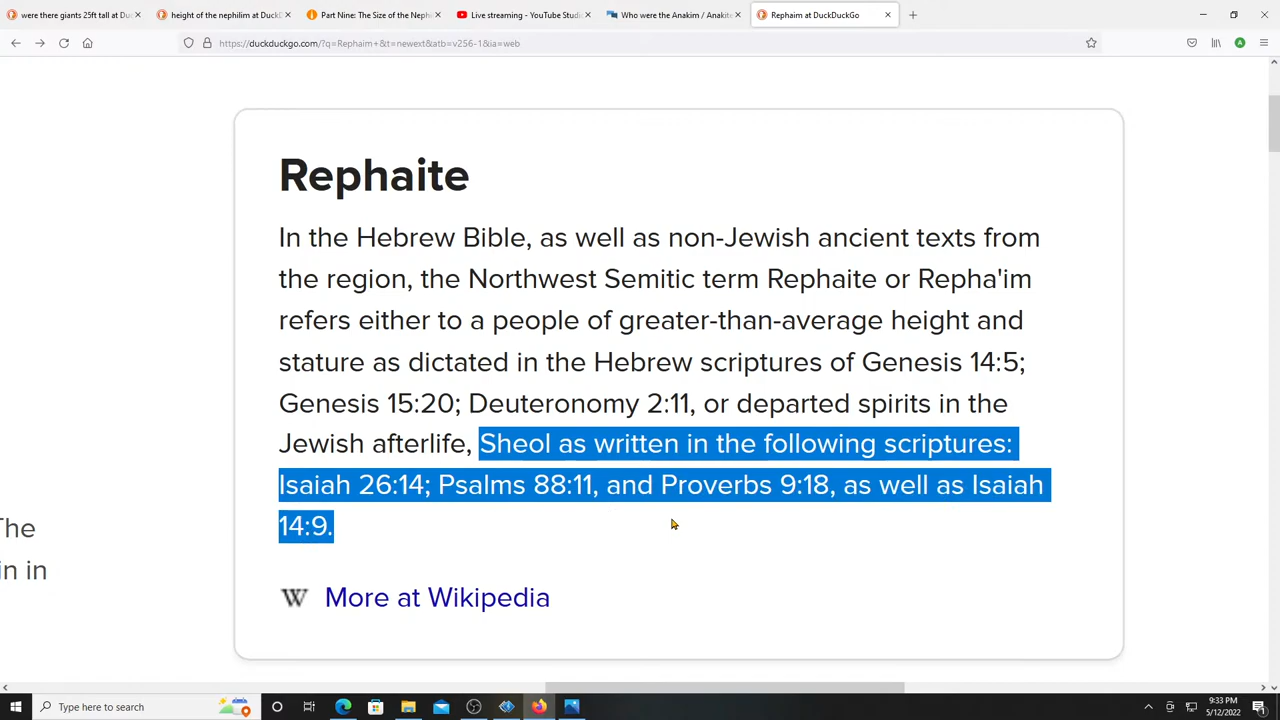 were there giants 25ft tall at Duck
height of the nephilim at DuckD
Part Nine: The Size of the Neph
Live streaming - YouTube Studi
Who were the Anakim / Anakite
Rephaim at DuckDuckGo
https://duckduckgo.com/?q=Rephaim+&t=newext&atb=v256-1&ia=web
A
Rephaite
In the Hebrew Bible, as well as non-Jewish ancient texts from
the region, the Northwest Semitic term Rephaite or Repha'im
refers either to a people of greater-than-average height and
stature as dictated in the Hebrew scriptures of Genesis 14:5;
Genesis 15:20; Deuteronomy 2:11, or departed spirits in the
Jewish afterlife, Sheol as written in the following scriptures:
Isaiah 26:14; Psalms 88:11, and Proverbs 9:18, as well as Isaiah
14:9.
The
in in
W More at Wikipedia
Type here to search
9:33 PM
5/12/2022
1